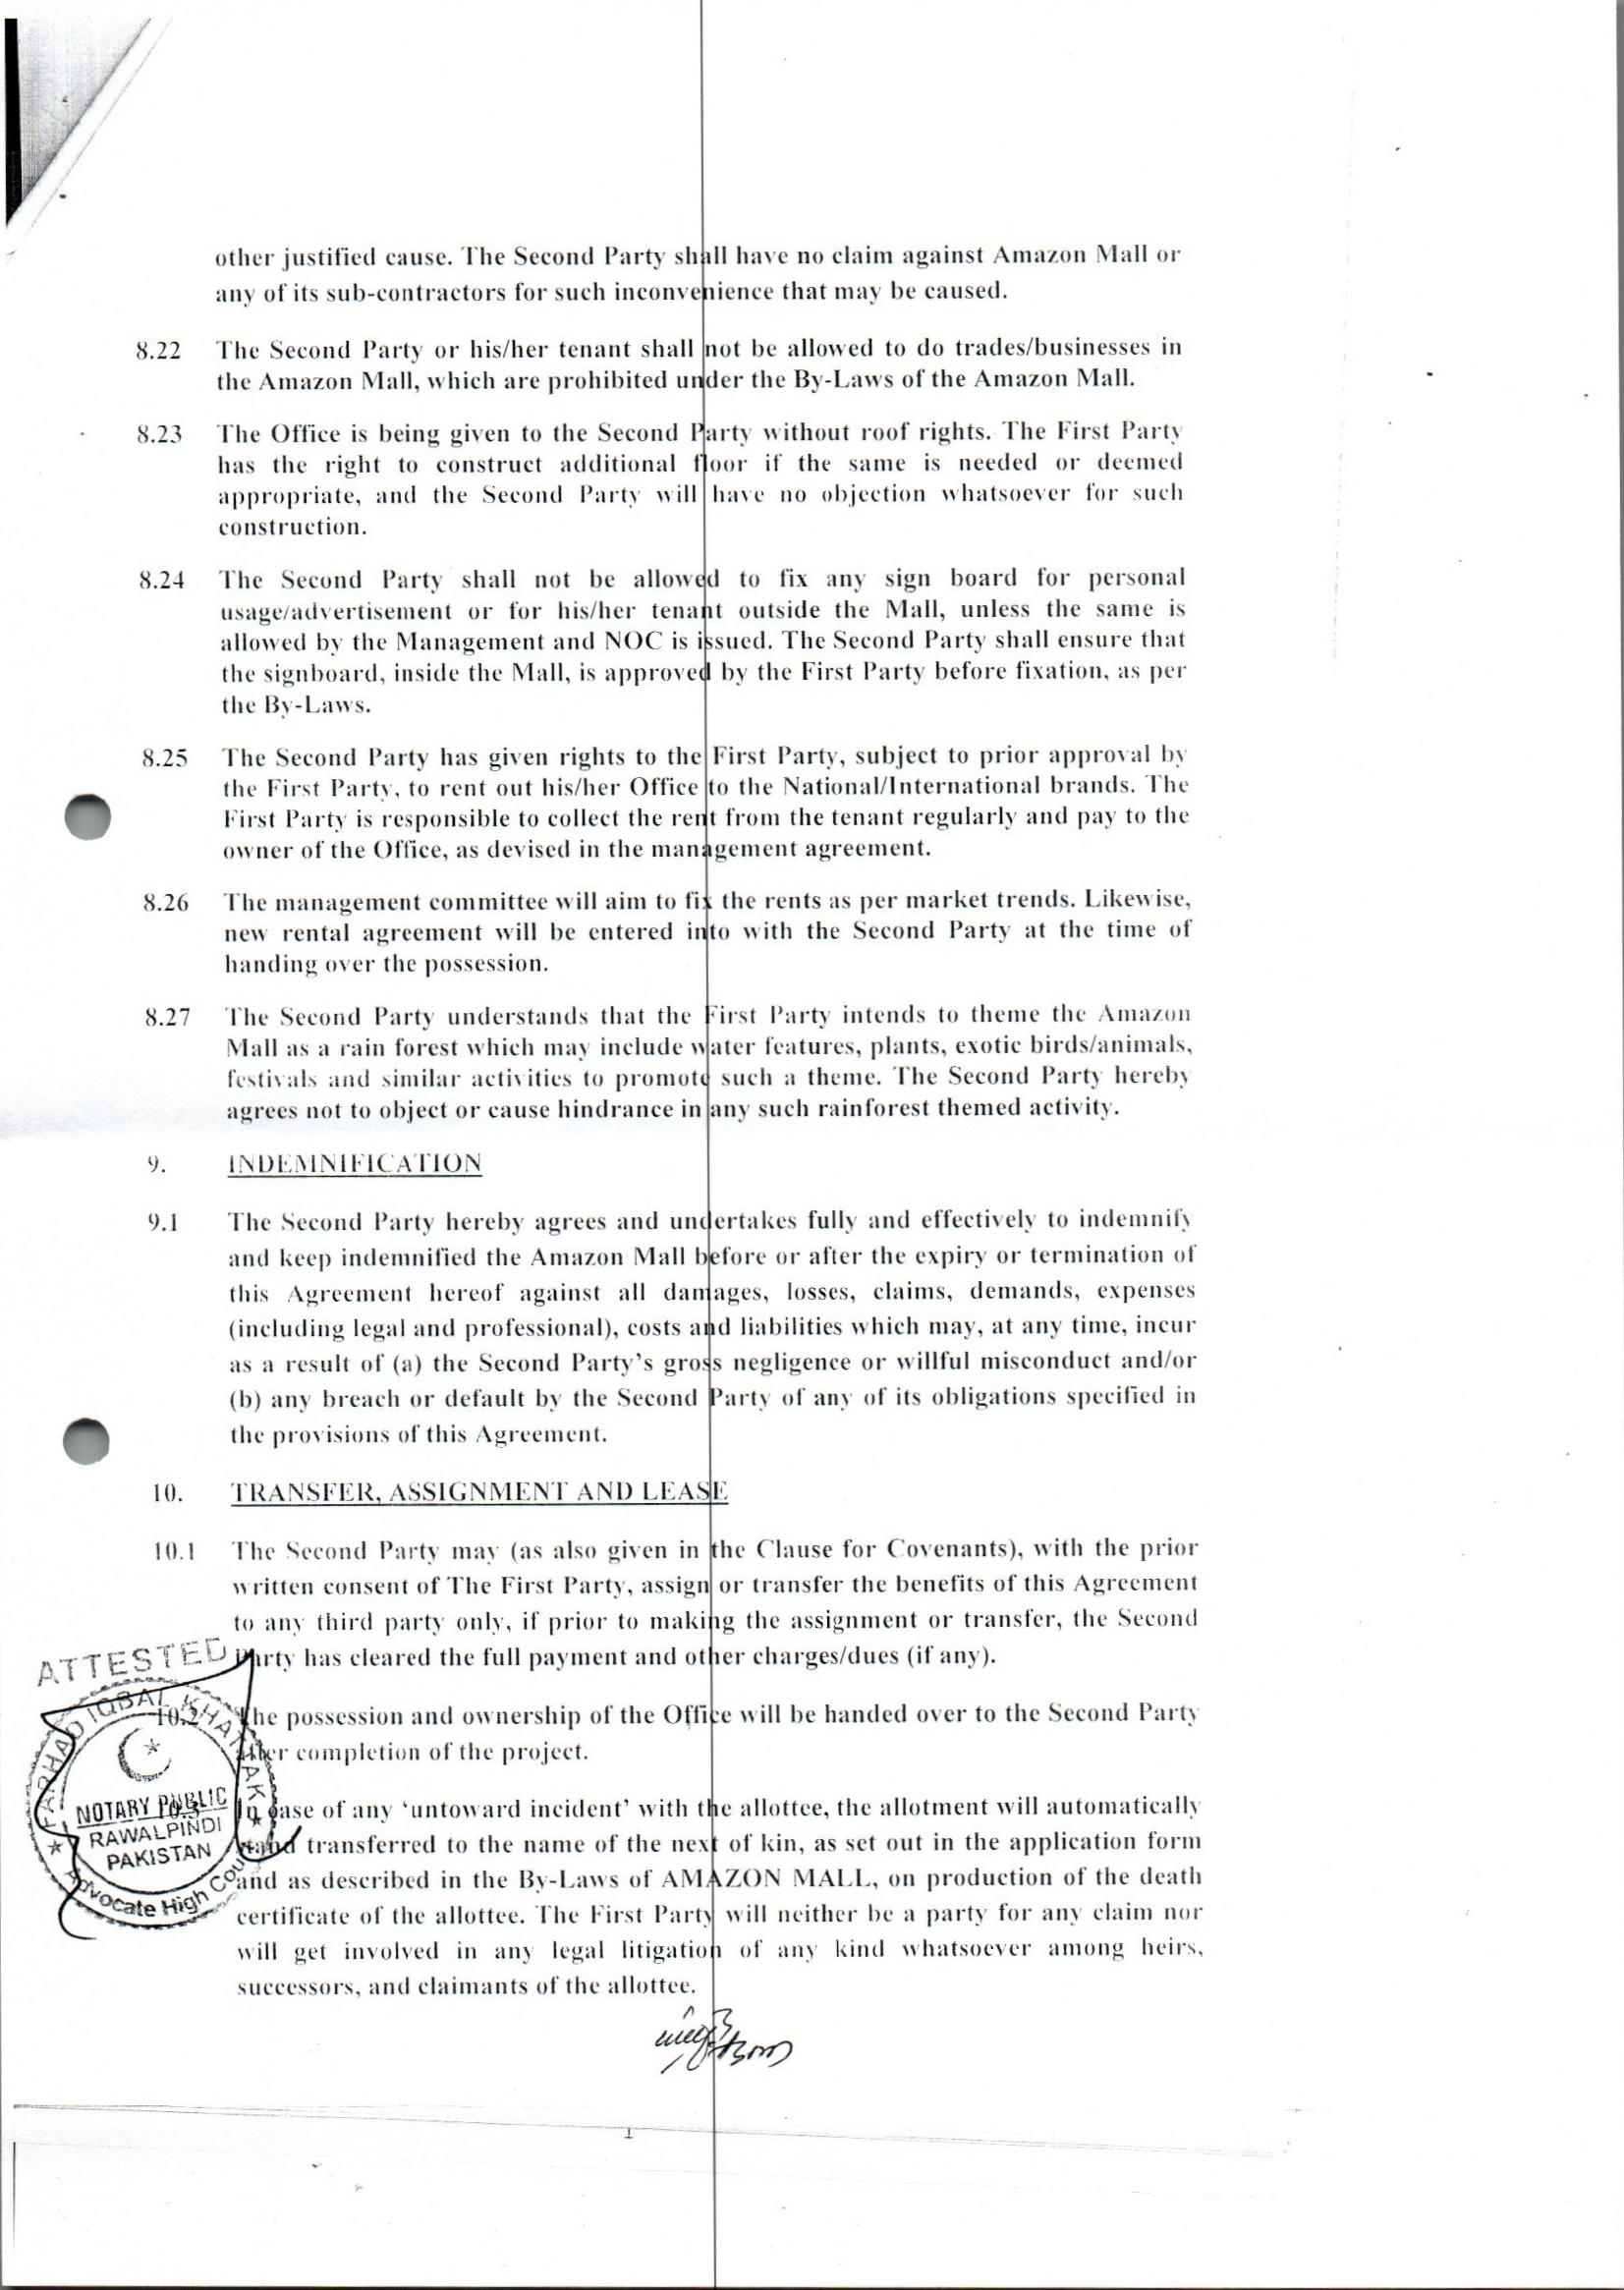 other justified cause. The Second Party shall have no claim against Amazon Mall or
any of its sub-contractors for such inconvenience that may be caused.
8.22 The Second Party or his/her tenant shall not be allowed to do trades/businesses in
the Amazon Mall, which are prohibited under the By-Laws of the Amazon Mall.
8.23 The Office is being given to the Second Party without roof rights. The First Party
has the right to construct additional floor if the same is needed or deemed
appropriate, and the Second Party will have no objection whatsoever for such
construction.
8.24 The Second Party shall not be allowed to fix any sign board for personal
usage/advertisement or for his/her tenant outside the Mall, unless the same is
allowed by the Management and NOC is issued. The Second Party shall ensure that
the signboard, inside the Mall, is approved by the First Party before fixation, as per
the By-Laws.
8.25 The Second Party has given rights to the First Party, subject to prior approval by
the First Party, to rent out his/her Office to the National/International brands. The
First Party is responsible to collect the rent from the tenant regularly and pay to the
owner of the Office, as devised in the management agreement.
8.26 The management committee will aim to fix the rents as per market trends. Likewise,
new rental agreement will be entered into with the Second Party at the time of
handing over the possession.
8.27 The Second Party understands that the First Party intends to theme the Amazon
Mall as a rain forest which may include water features, plants, exotic birds/animals,
festivals and similar activities to promote such a theme. The Second Party hereby
agrees not to object or cause hindrance in any such rainforest themed activity.
9. INDEMNIFICATION
9.1 The Second Party hereby agrees and undertakes fully and effectively to indemnify
and keep indemnified the Amazon Mall before or after the expiry or termination of
this Agreement hereof against all damages, losses, claims, demands, expenses
(including legal and professional), costs and liabilities which may, at any time, incur
as a result of (a) the Second Party's gross negligence or willful misconduct and/or
(b) any breach or default by the Second Party of any of its obligations specified in
the provisions of this Agreement.
10. TRANSFER, ASSIGNMENT AND LEASE
10.1 The Second Party may (as also given in the Clause for Covenants), with the prior
written consent of The First Party, assign or transfer the benefits of this Agreement
to any third party only, if prior to making the assignment or transfer, the Second
Party has cleared the full payment and other charges/dues (if any).
10.2 The possession and ownership of the Office will be handed over to the Second Party
after completion of the project.
10.3 In case of any ‘untoward incident’ with the allottee, the allotment will automatically
stand transferred to the name of the next of kin, as set out in the application form
and as described in the By-Laws of AMAZON MALL, on production of the death
certificate of the allottee. The First Party will neither be a party for any claim nor
will get involved in any legal litigation of any kind whatsoever among heirs,
successors, and claimants of the allottee.
ATTESTED
FARHAD IQBAL KHATTAK
NOTARY PUBLIC
RAWALPINDI
PAKISTAN
Advocate High Cou